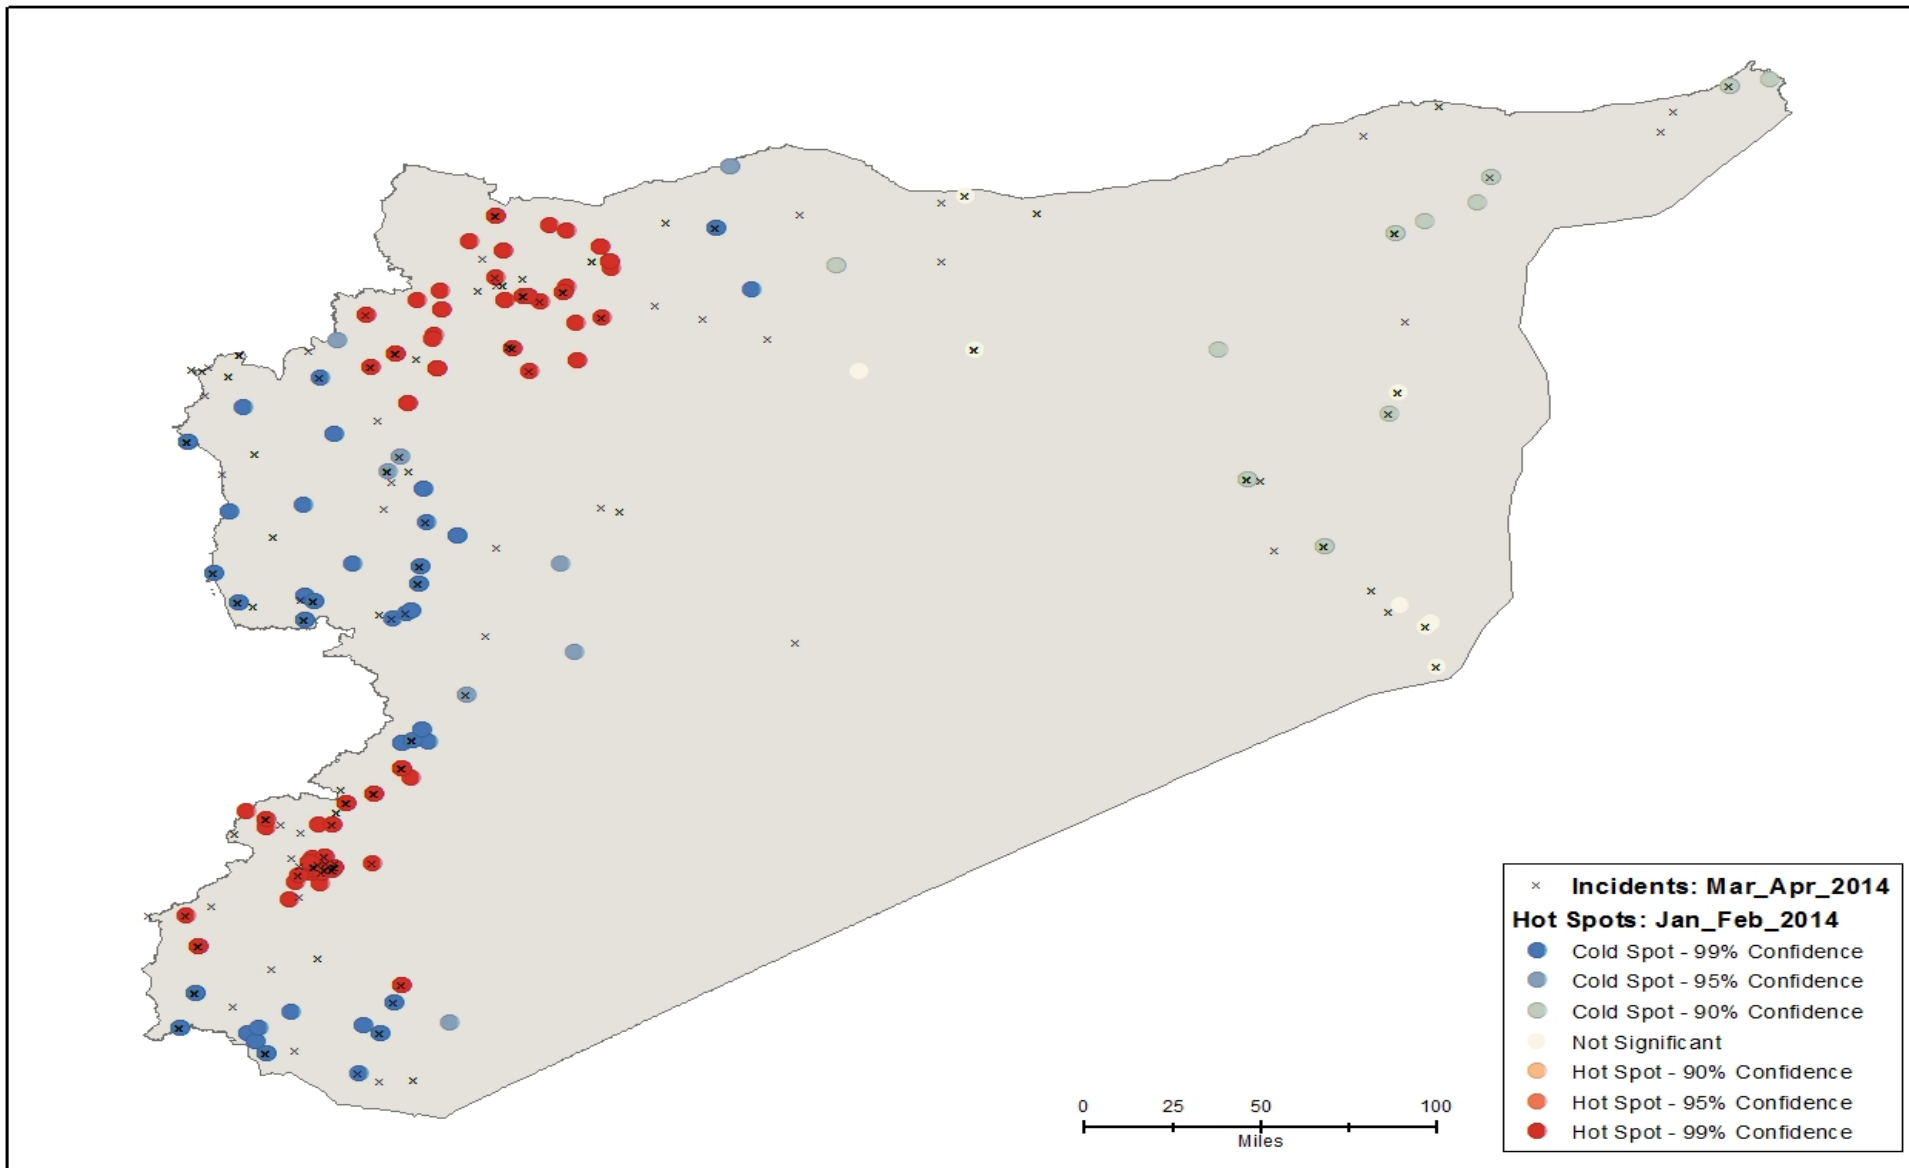 Incidents: Mar_Apr_2014
Hot Spots: Jan_Feb_2014
Cold Spot - 99% Confidence
Cold Spot - 95% Confidence
Cold Spot - 90% Confidence
Not Significant
Hot Spot - 90% Confidence
Hot Spot - 95% Confidence
Hot Spot - 99% Confidence
0 25 50 100
Miles